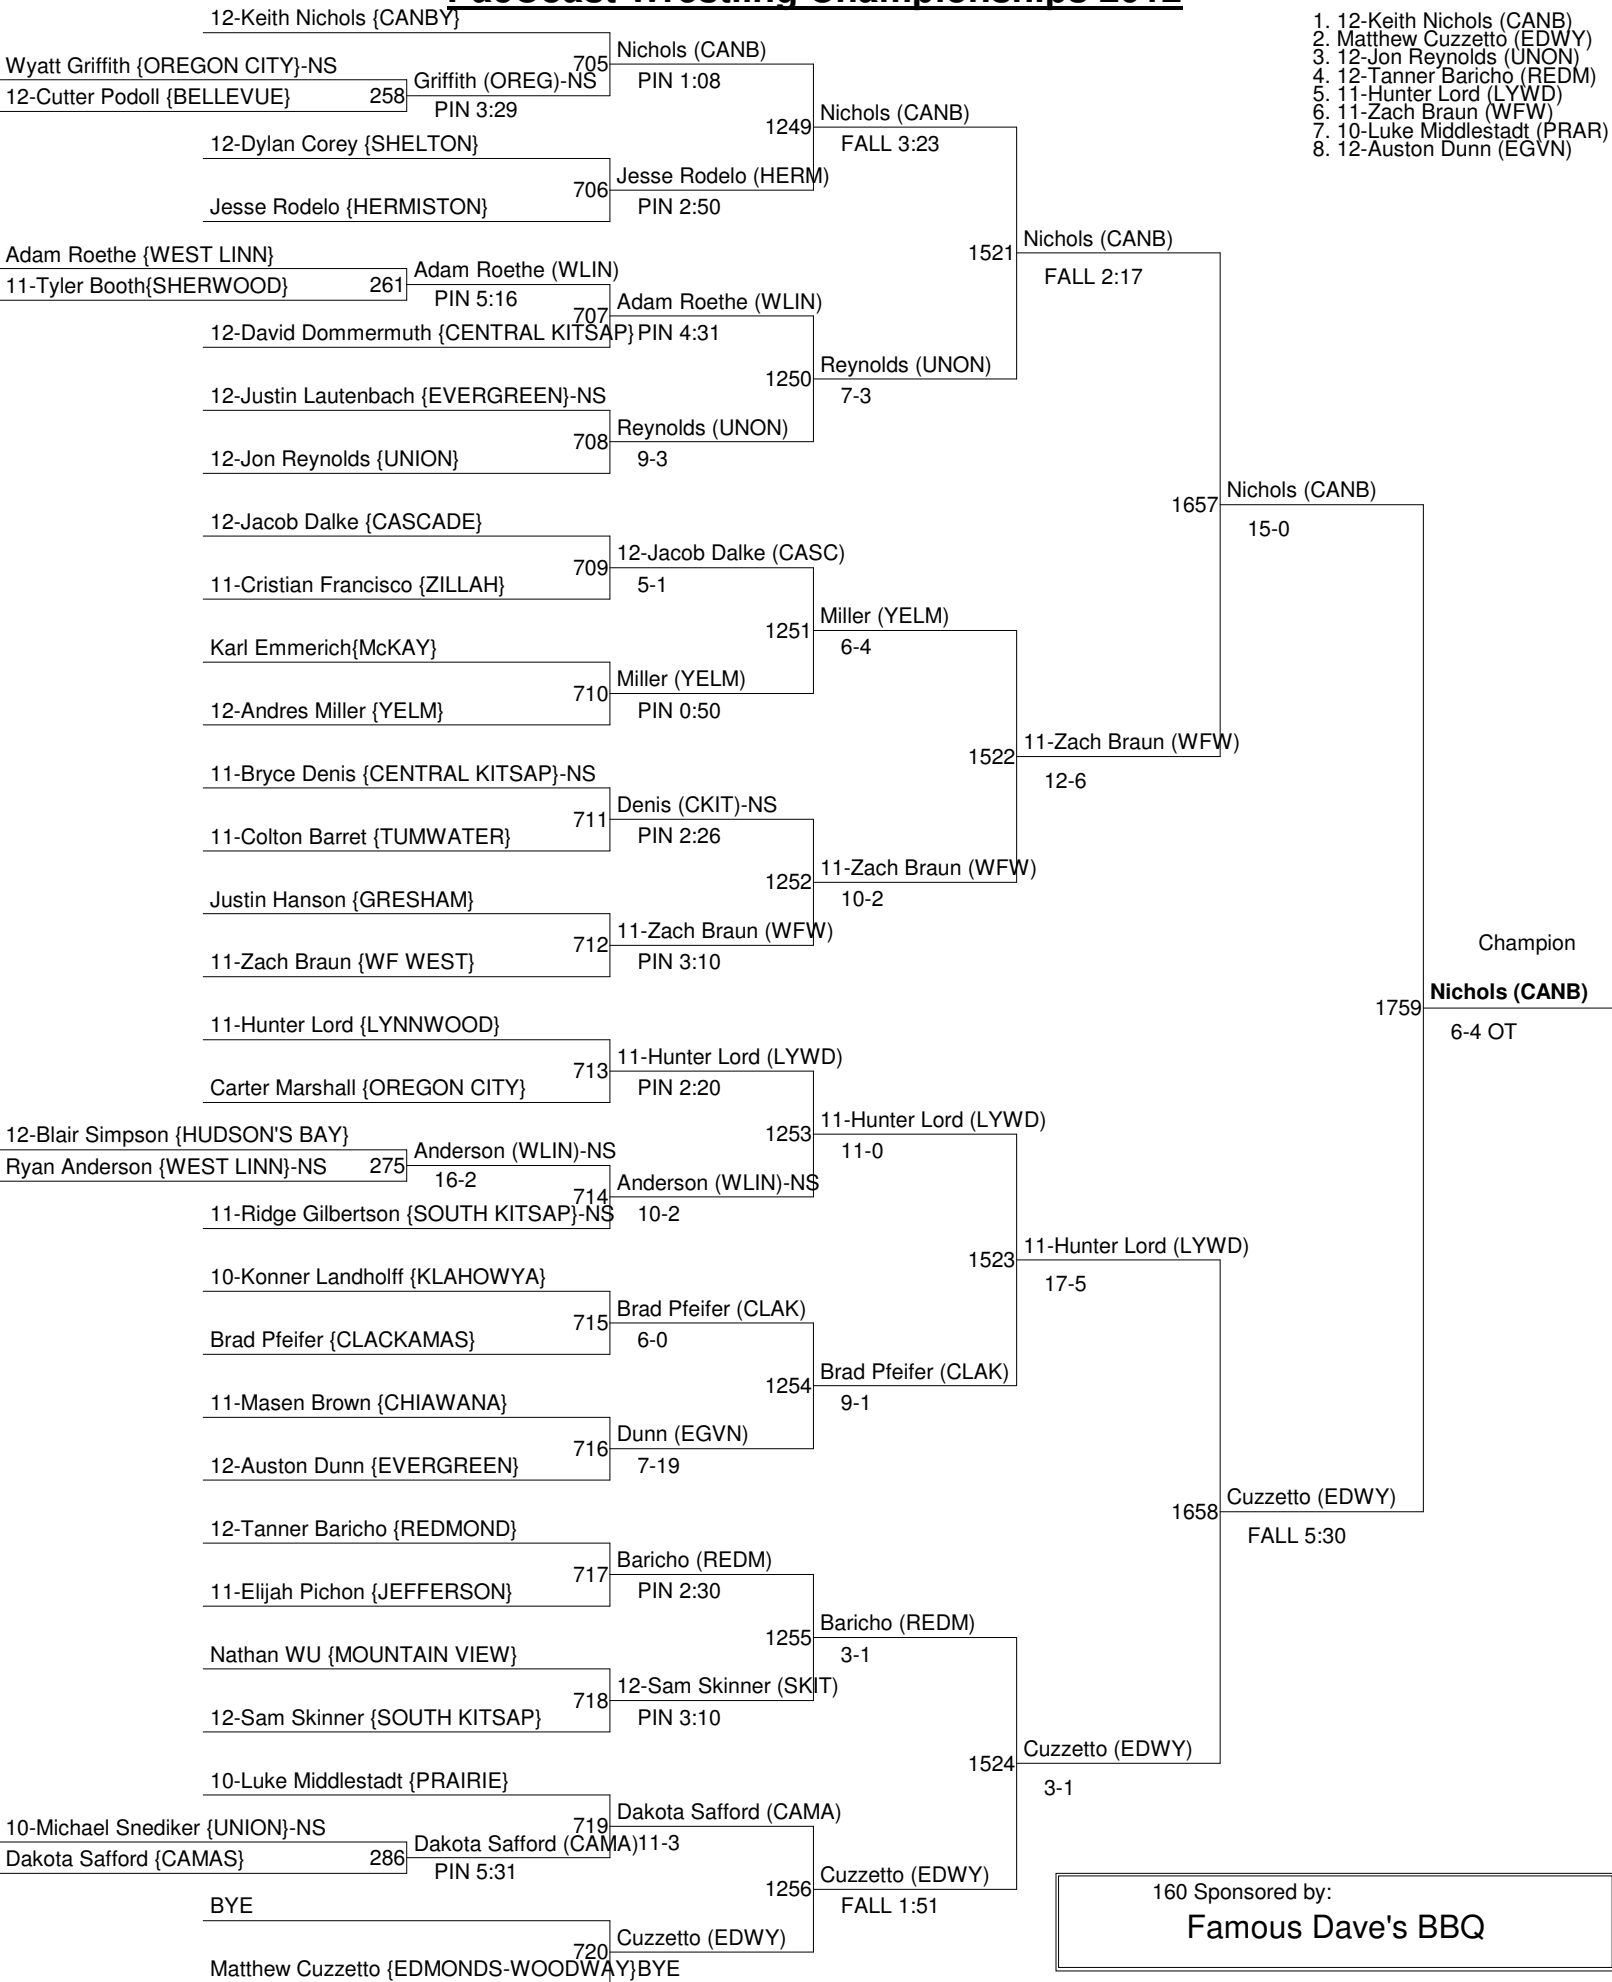 PacCoast Wrestling Championships 2012
1. 12-Keith Nichols (CANB)
2. Matthew Cuzzetto (EDWY)
3. 12-Jon Reynolds (UNON)
4. 12-Tanner Baricho (REDM)
5. 11-Hunter Lord (LYWD)
6. 11-Zach Braun (WFW)
7. 10-Luke Middlestadt (PRAR)
8. 12-Auston Dunn (EGVN)
12-Keith Nichols {CANBY}
705 Nichols (CANB)
PIN 1:08
Wyatt Griffith {OREGON CITY}-NS
12-Cutter Podoll {BELLEVUE} 258
Griffith (OREG)-NS
PIN 3:29
1249 Nichols (CANB)
FALL 3:23
12-Dylan Corey {SHELTON}
706 Jesse Rodelo (HERM)
PIN 2:50
Jesse Rodelo {HERMISTON}
1521 Nichols (CANB)
FALL 2:17
Adam Roethe {WEST LINN}
11-Tyler Booth{SHERWOOD} 261
Adam Roethe (WLIN)
PIN 5:16
707 Adam Roethe (WLIN)
12-David Dommermuth {CENTRAL KITSAP} PIN 4:31
1250 Reynolds (UNON)
7-3
12-Justin Lautenbach {EVERGREEN}-NS
708 Reynolds (UNON)
9-3
12-Jon Reynolds {UNION}
1657 Nichols (CANB)
15-0
12-Jacob Dalke {CASCADE}
709 12-Jacob Dalke (CASC)
5-1
11-Cristian Francisco {ZILLAH}
1251 Miller (YELM)
6-4
Karl Emmerich{McKAY}
710 Miller (YELM)
PIN 0:50
12-Andres Miller {YELM}
1522 11-Zach Braun (WFW)
12-6
11-Bryce Denis {CENTRAL KITSAP}-NS
711 Denis (CKIT)-NS
PIN 2:26
11-Colton Barret {TUMWATER}
1252 11-Zach Braun (WFW)
10-2
Justin Hanson {GRESHAM}
712 11-Zach Braun (WFW)
PIN 3:10
11-Zach Braun {WF WEST}
Champion
1759 Nichols (CANB)
6-4 OT
11-Hunter Lord {LYNNWOOD}
713 11-Hunter Lord (LYWD)
PIN 2:20
Carter Marshall {OREGON CITY}
1253 11-Hunter Lord (LYWD)
11-0
12-Blair Simpson {HUDSON'S BAY}
Ryan Anderson {WEST LINN}-NS 275
Anderson (WLIN)-NS
16-2
714 Anderson (WLIN)-NS
10-2
11-Ridge Gilbertson {SOUTH KITSAP}-NS
1523 11-Hunter Lord (LYWD)
17-5
10-Konner Landholff {KLAHOWYA}
715 Brad Pfeifer (CLAK)
6-0
Brad Pfeifer {CLACKAMAS}
1254 Brad Pfeifer (CLAK)
9-1
11-Masen Brown {CHIAWANA}
716 Dunn (EGVN)
7-19
12-Auston Dunn {EVERGREEN}
1658 Cuzzetto (EDWY)
FALL 5:30
12-Tanner Baricho {REDMOND}
717 Baricho (REDM)
PIN 2:30
11-Elijah Pichon {JEFFERSON}
1255 Baricho (REDM)
3-1
Nathan WU {MOUNTAIN VIEW}
718 12-Sam Skinner (SKIT)
PIN 3:10
12-Sam Skinner {SOUTH KITSAP}
1524 Cuzzetto (EDWY)
3-1
10-Luke Middlestadt {PRAIRIE}
719 Dakota Safford (CAMA)
11-3
10-Michael Snediker {UNION}-NS
Dakota Safford {CAMAS} 286
Dakota Safford (CAMA)
PIN 5:31
1256 Cuzzetto (EDWY)
FALL 1:51
BYE
720 Cuzzetto (EDWY)
Matthew Cuzzetto {EDMONDS-WOODWAY} BYE
160 Sponsored by:
Famous Dave's BBQ